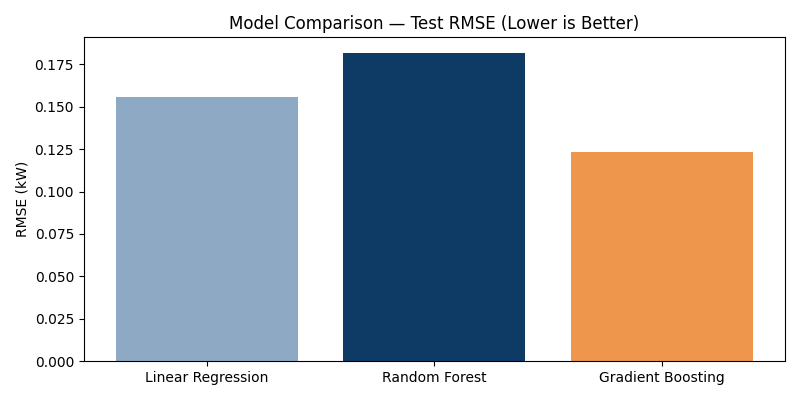 Model Comparison — Test RMSE (Lower is Better)
RMSE (kW)
0.175
0.150
0.125
0.100
0.075
0.050
0.025
0.000
Linear Regression
Random Forest
Gradient Boosting